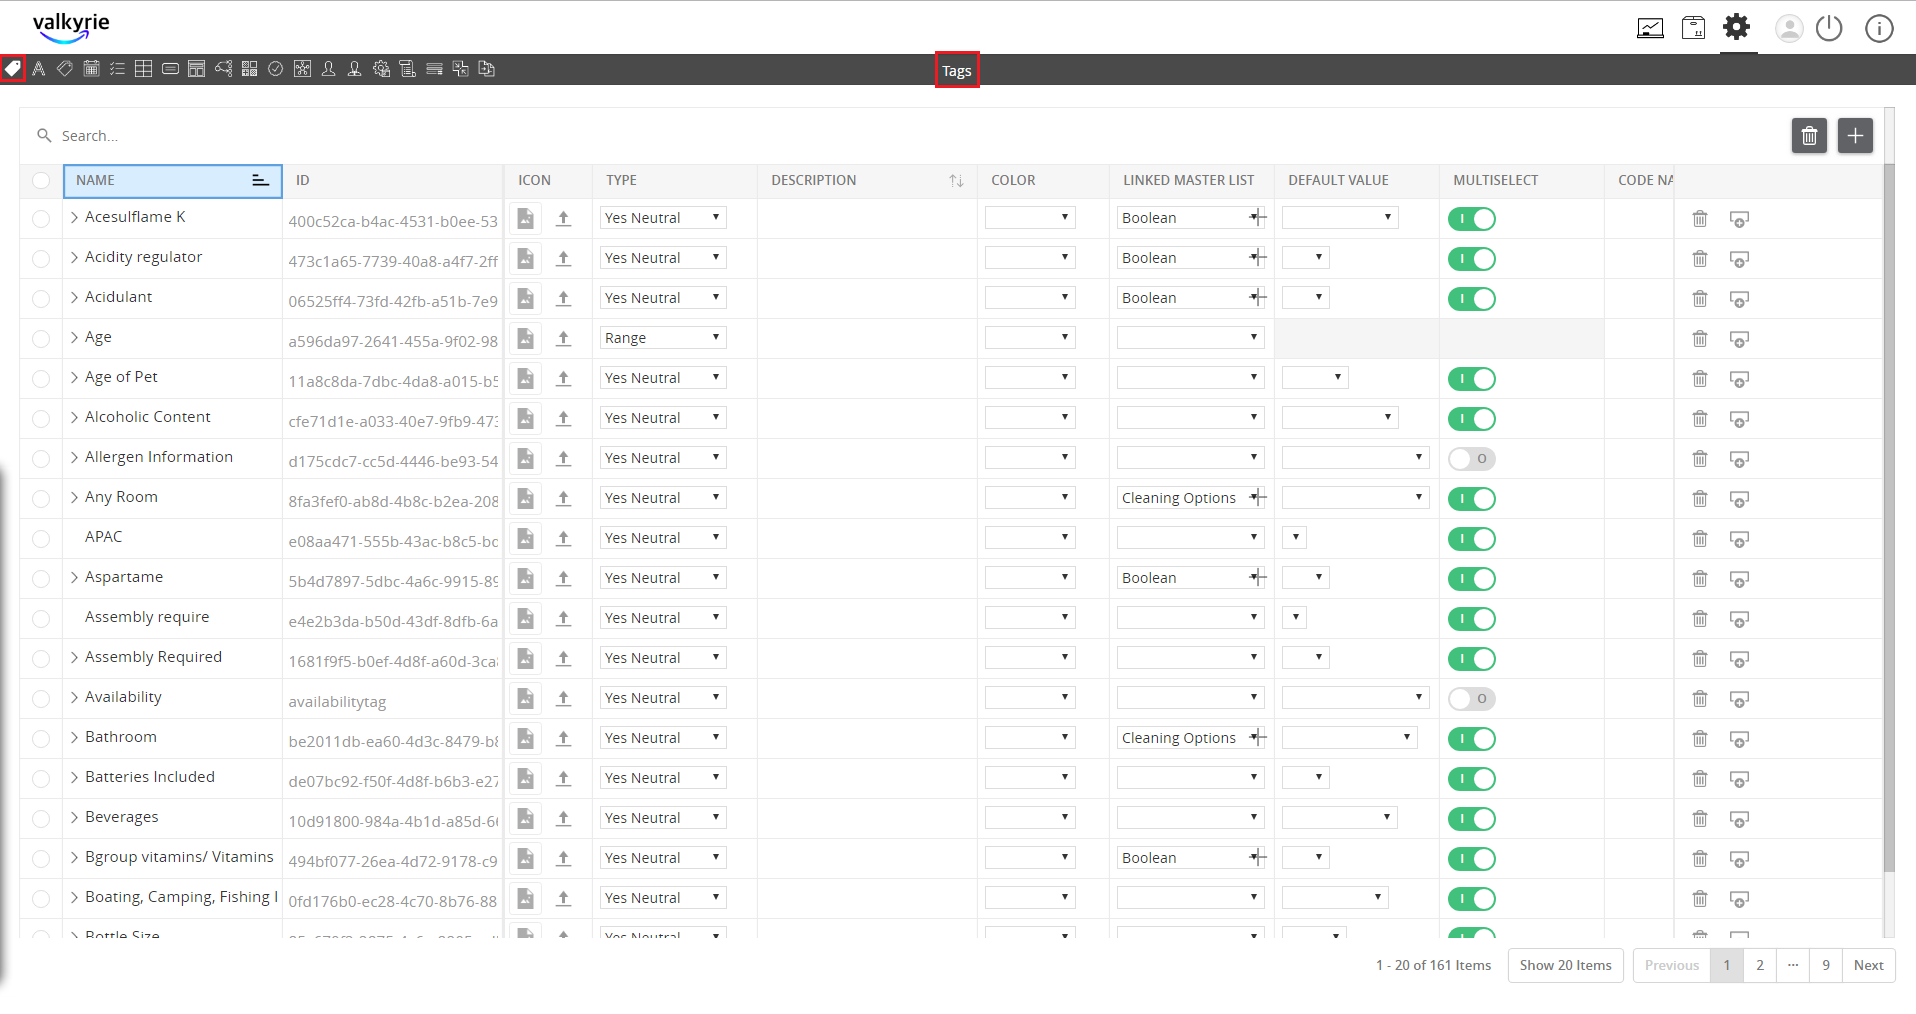 valkyrie
Tags
Search...
NAME ID ICON TYPE DESCRIPTION COLOR LINKED MASTER LIST DEFAULT VALUE MULTISELECT CODE NA
Acesulflame K 400c52ca-b4ac-4531-b0ee-53 Yes Neutral Boolean I
Acidity regulator 473c1a65-7739-40a8-a4f7-2ff Yes Neutral Boolean I
Acidulant 06525ff4-73fd-42fb-a51b-7e9 Yes Neutral Boolean I
Age a596da97-2641-455a-9f02-98 Range
Age of Pet 11a8c8da-7dbc-4da8-a015-b5 Yes Neutral I
Alcoholic Content cfe71d1e-a033-40e7-9fb9-473 Yes Neutral I
Allergen Information d175cdc7-cc5d-4446-be93-54 Yes Neutral O
Any Room 8fa3fef0-ab8d-4b8c-b2ea-208 Yes Neutral Cleaning Options I
APAC e08aa471-555b-43ac-b8c5-bc Yes Neutral I
Aspartame 5b4d7897-5dbc-4a6c-9915-89 Yes Neutral Boolean I
Assembly require e4e2b3da-b50d-43df-8dfb-6a Yes Neutral I
Assembly Required 1681f9f5-b0ef-4d8f-a60d-3ca Yes Neutral I
Availability availabilitytag Yes Neutral O
Bathroom be2011db-ea60-4d3c-8479-b8 Yes Neutral Cleaning Options I
Batteries Included de07bc92-f50f-4d8f-b6b3-e27 Yes Neutral I
Beverages 10d91800-984a-4b1d-a85d-66 Yes Neutral I
Bgroup vitamins/ Vitamins 494bf077-26ea-4d72-9178-c9 Yes Neutral Boolean I
Boating, Camping, Fishing 0fd176b0-ec28-4c70-8b76-88 Yes Neutral I
Bottle Size Yes Neutral I
1 - 20 of 161 Items Show 20 Items Previous 1 2 ... 9 Next